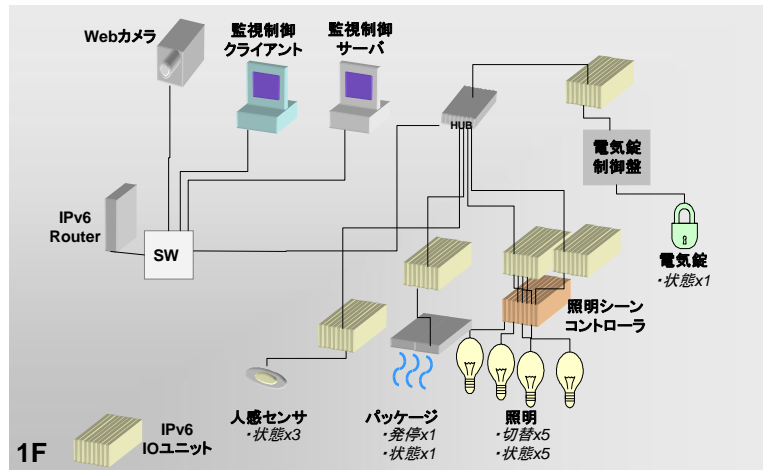 Webカメラ
監視制御
クライアント
監視制御
サーバ
HUB
電気錠
制御盤
IPv6
Router
SW
電気錠
・状態x1
照明シーン
コントローラ
人感センサ
・状態x3
パッケージ
・発停x1
・状態x1
照明
・切替x5
・状態x5
1F
IPv6
IOユニット